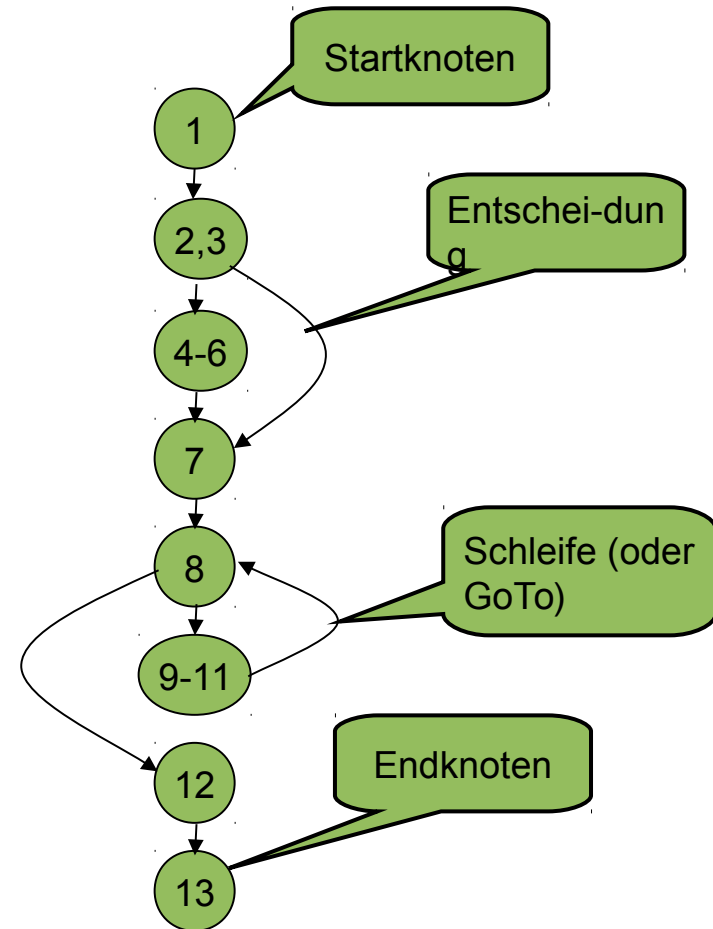 Startknoten
1
Entschei-dun
g
2,3
4-6
7
Schleife (oder
GoTo)
8
9-11
Endknoten
12
13